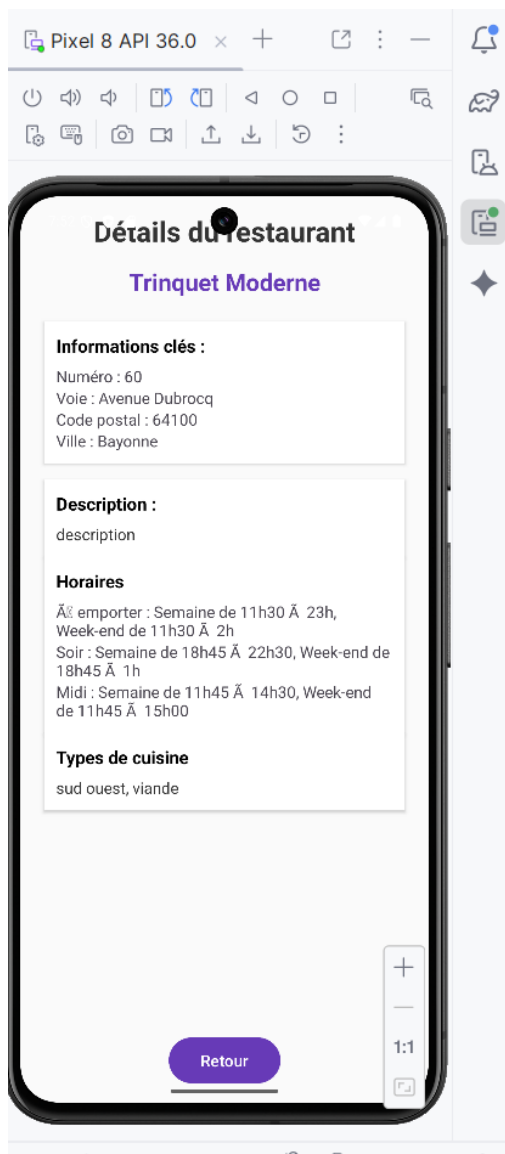 Pixel 8 API 36.0
Détails du restaurant
Trinquet Moderne
Informations clés :
Numéro : 60
Voie : Avenue Dubrocq
Code postal : 64100
Ville : Bayonne
Description :
description
Horaires
emporter : Semaine de 11h30 Ã 23h,
Week-end de 11h30 Ã 2h
Soir : Semaine de 18h45 Ã 22h30, Week-end de
18h45 Ã 1h
Midi : Semaine de 11h45 Ã 14h30, Week-end
de 11h45 Ã 15h00
Types de cuisine
sud ouest, viande
1:1
Retour